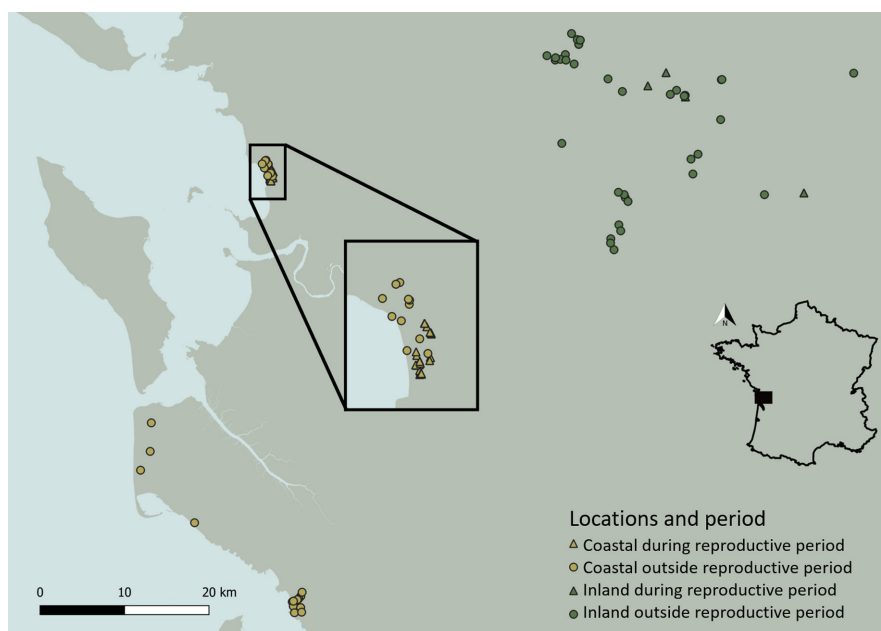 N
Locations and period
Coastal during reproductive period
Coastal outside reproductive period
Inland during reproductive period
Inland outside reproductive period
0 10 20 km